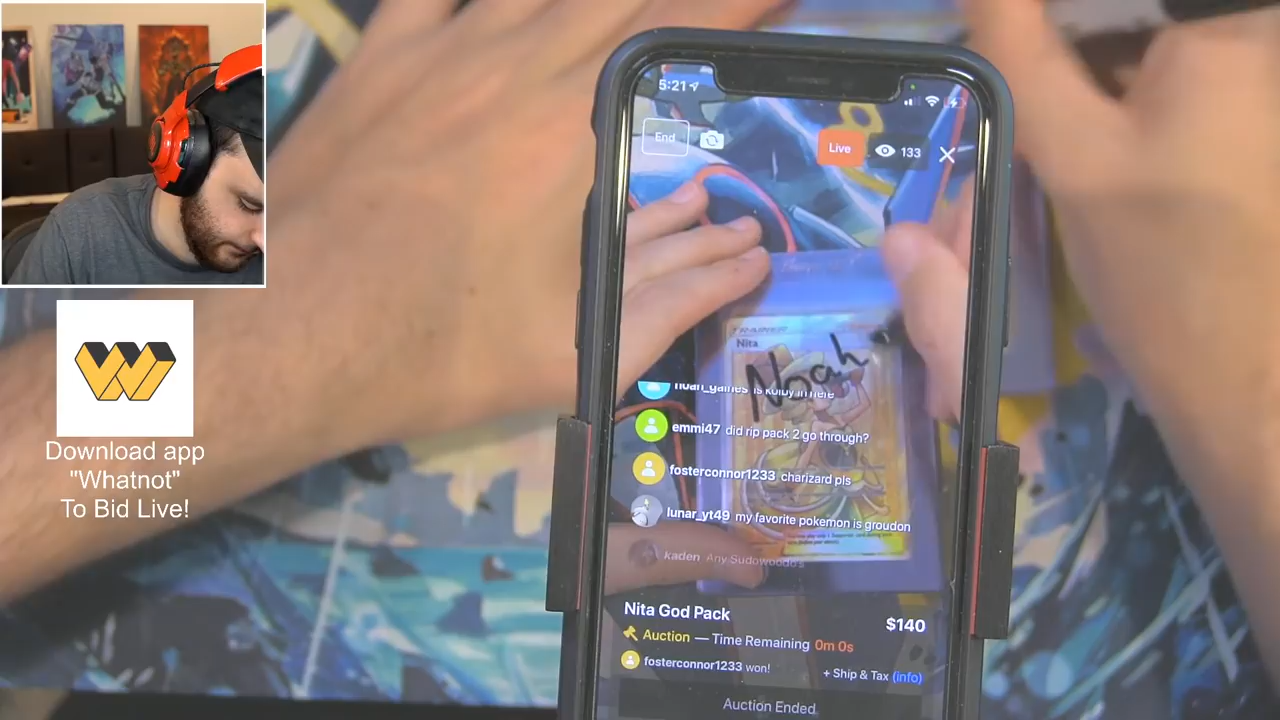 Download app
"Whatnot"
To Bid Live!
5:21
End
Live
133
TRAINER
Nita
Noah
noah_gaines is kolby in here
emmi47 did rip pack 2 go through?
fosterconnor1233 charizard pls
lunar_yt49 my favorite pokemon is groudon
kaden Any Sudowoodo's
Nita God Pack
$140
Auction — Time Remaining 0m 0s
fosterconnor1233 won!
+ Ship & Tax (info)
Auction Ended